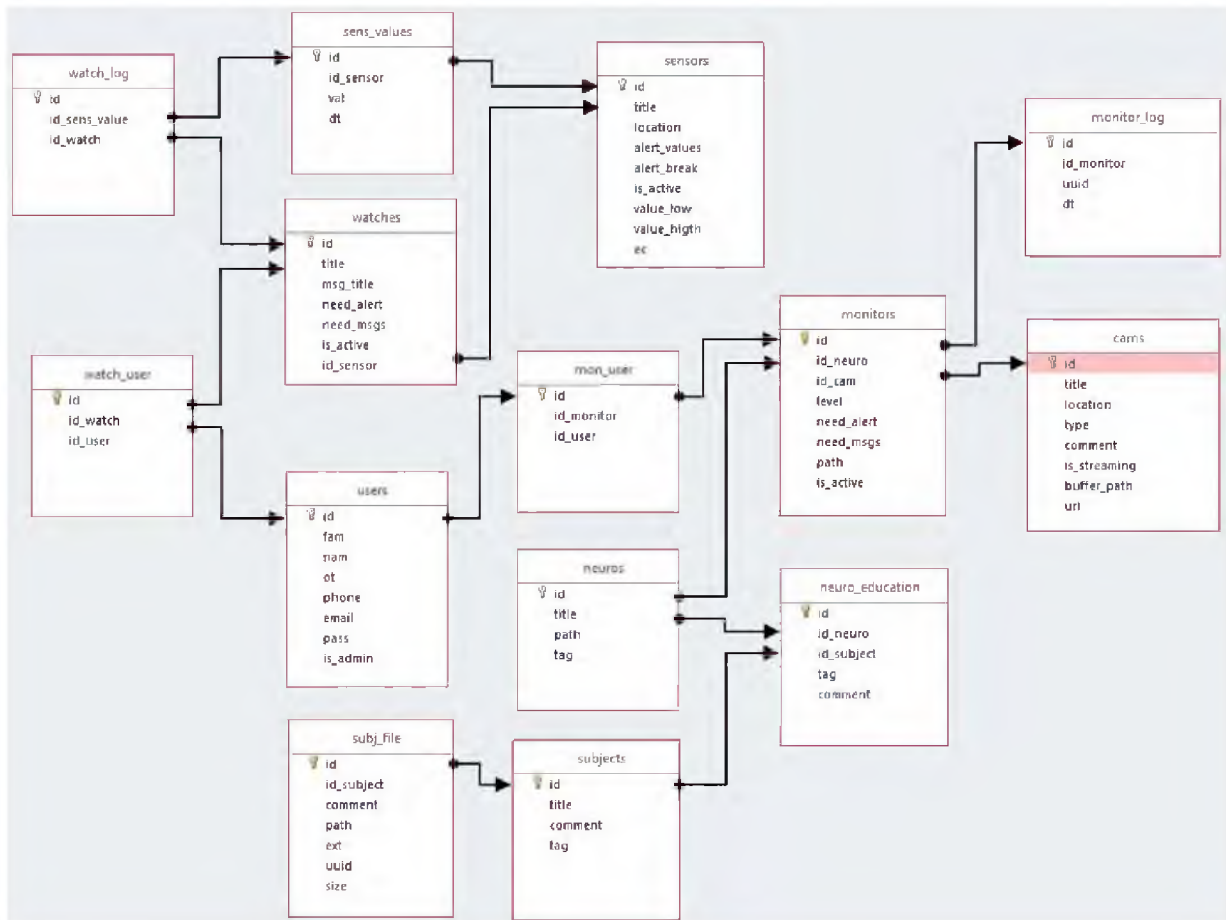 watch_log
id
id_sens_value
id_watch
sens_values
id
id_sensor
val
dt
sensors
id
title
location
alert_values
alert_break
is_active
value_low
value_higth
ec
monitor_log
id
id_monitor
uuid
dt
watches
id
title
msg_title
need_alert
need_msgs
is_active
id_sensor
watch_user
id
id_watch
id_user
mon_user
id
id_monitor
id_user
monitors
id
id_neuro
id_cam
level
need_alert
need_msgs
path
is_active
cams
id
title
location
type
comment
is_streaming
buffer_path
url
users
id
fam
nam
ot
phone
email
pass
is_admin
neuros
id
title
path
tag
neuro_education
id
id_neuro
id_subject
tag
comment
subj_file
id
id_subject
comment
path
ext
uuid
size
subjects
id
title
comment
tag